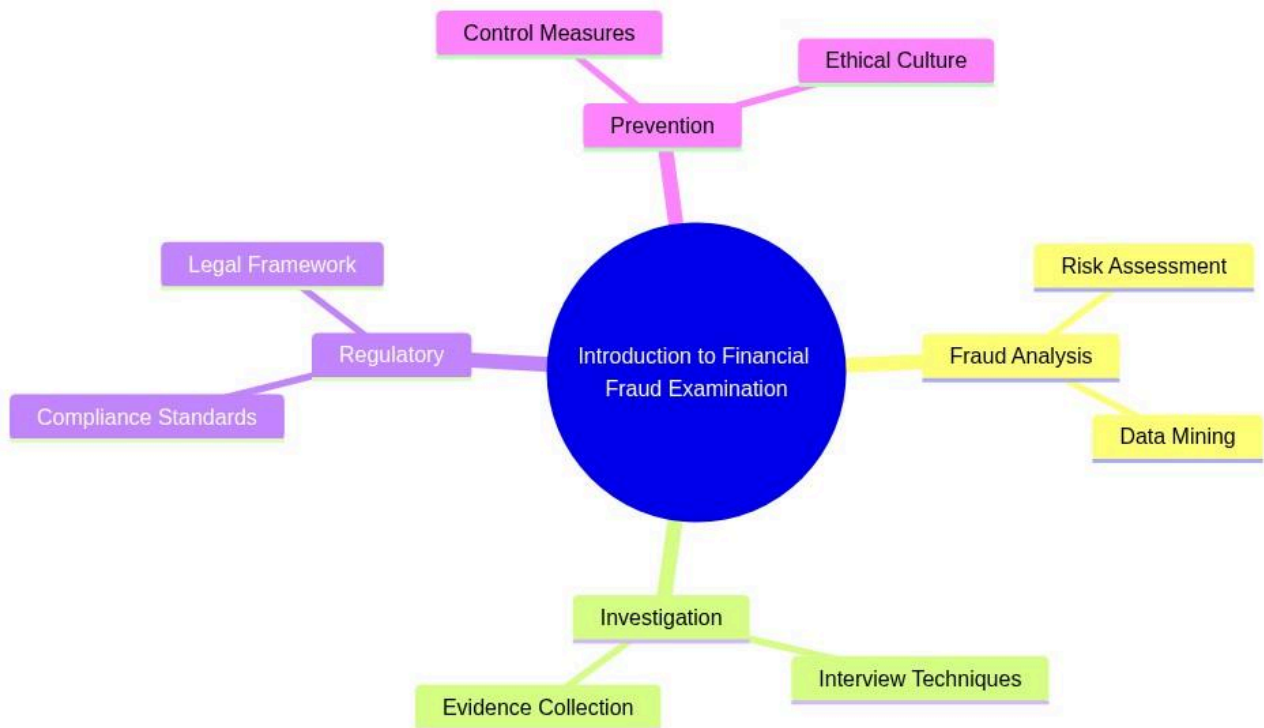 Control Measures
Ethical Culture
Prevention
Legal Framework
Risk Assessment
Regulatory
Introduction to Financial
Fraud Examination
Fraud Analysis
Compliance Standards
Data Mining
Investigation
Interview Techniques
Evidence Collection